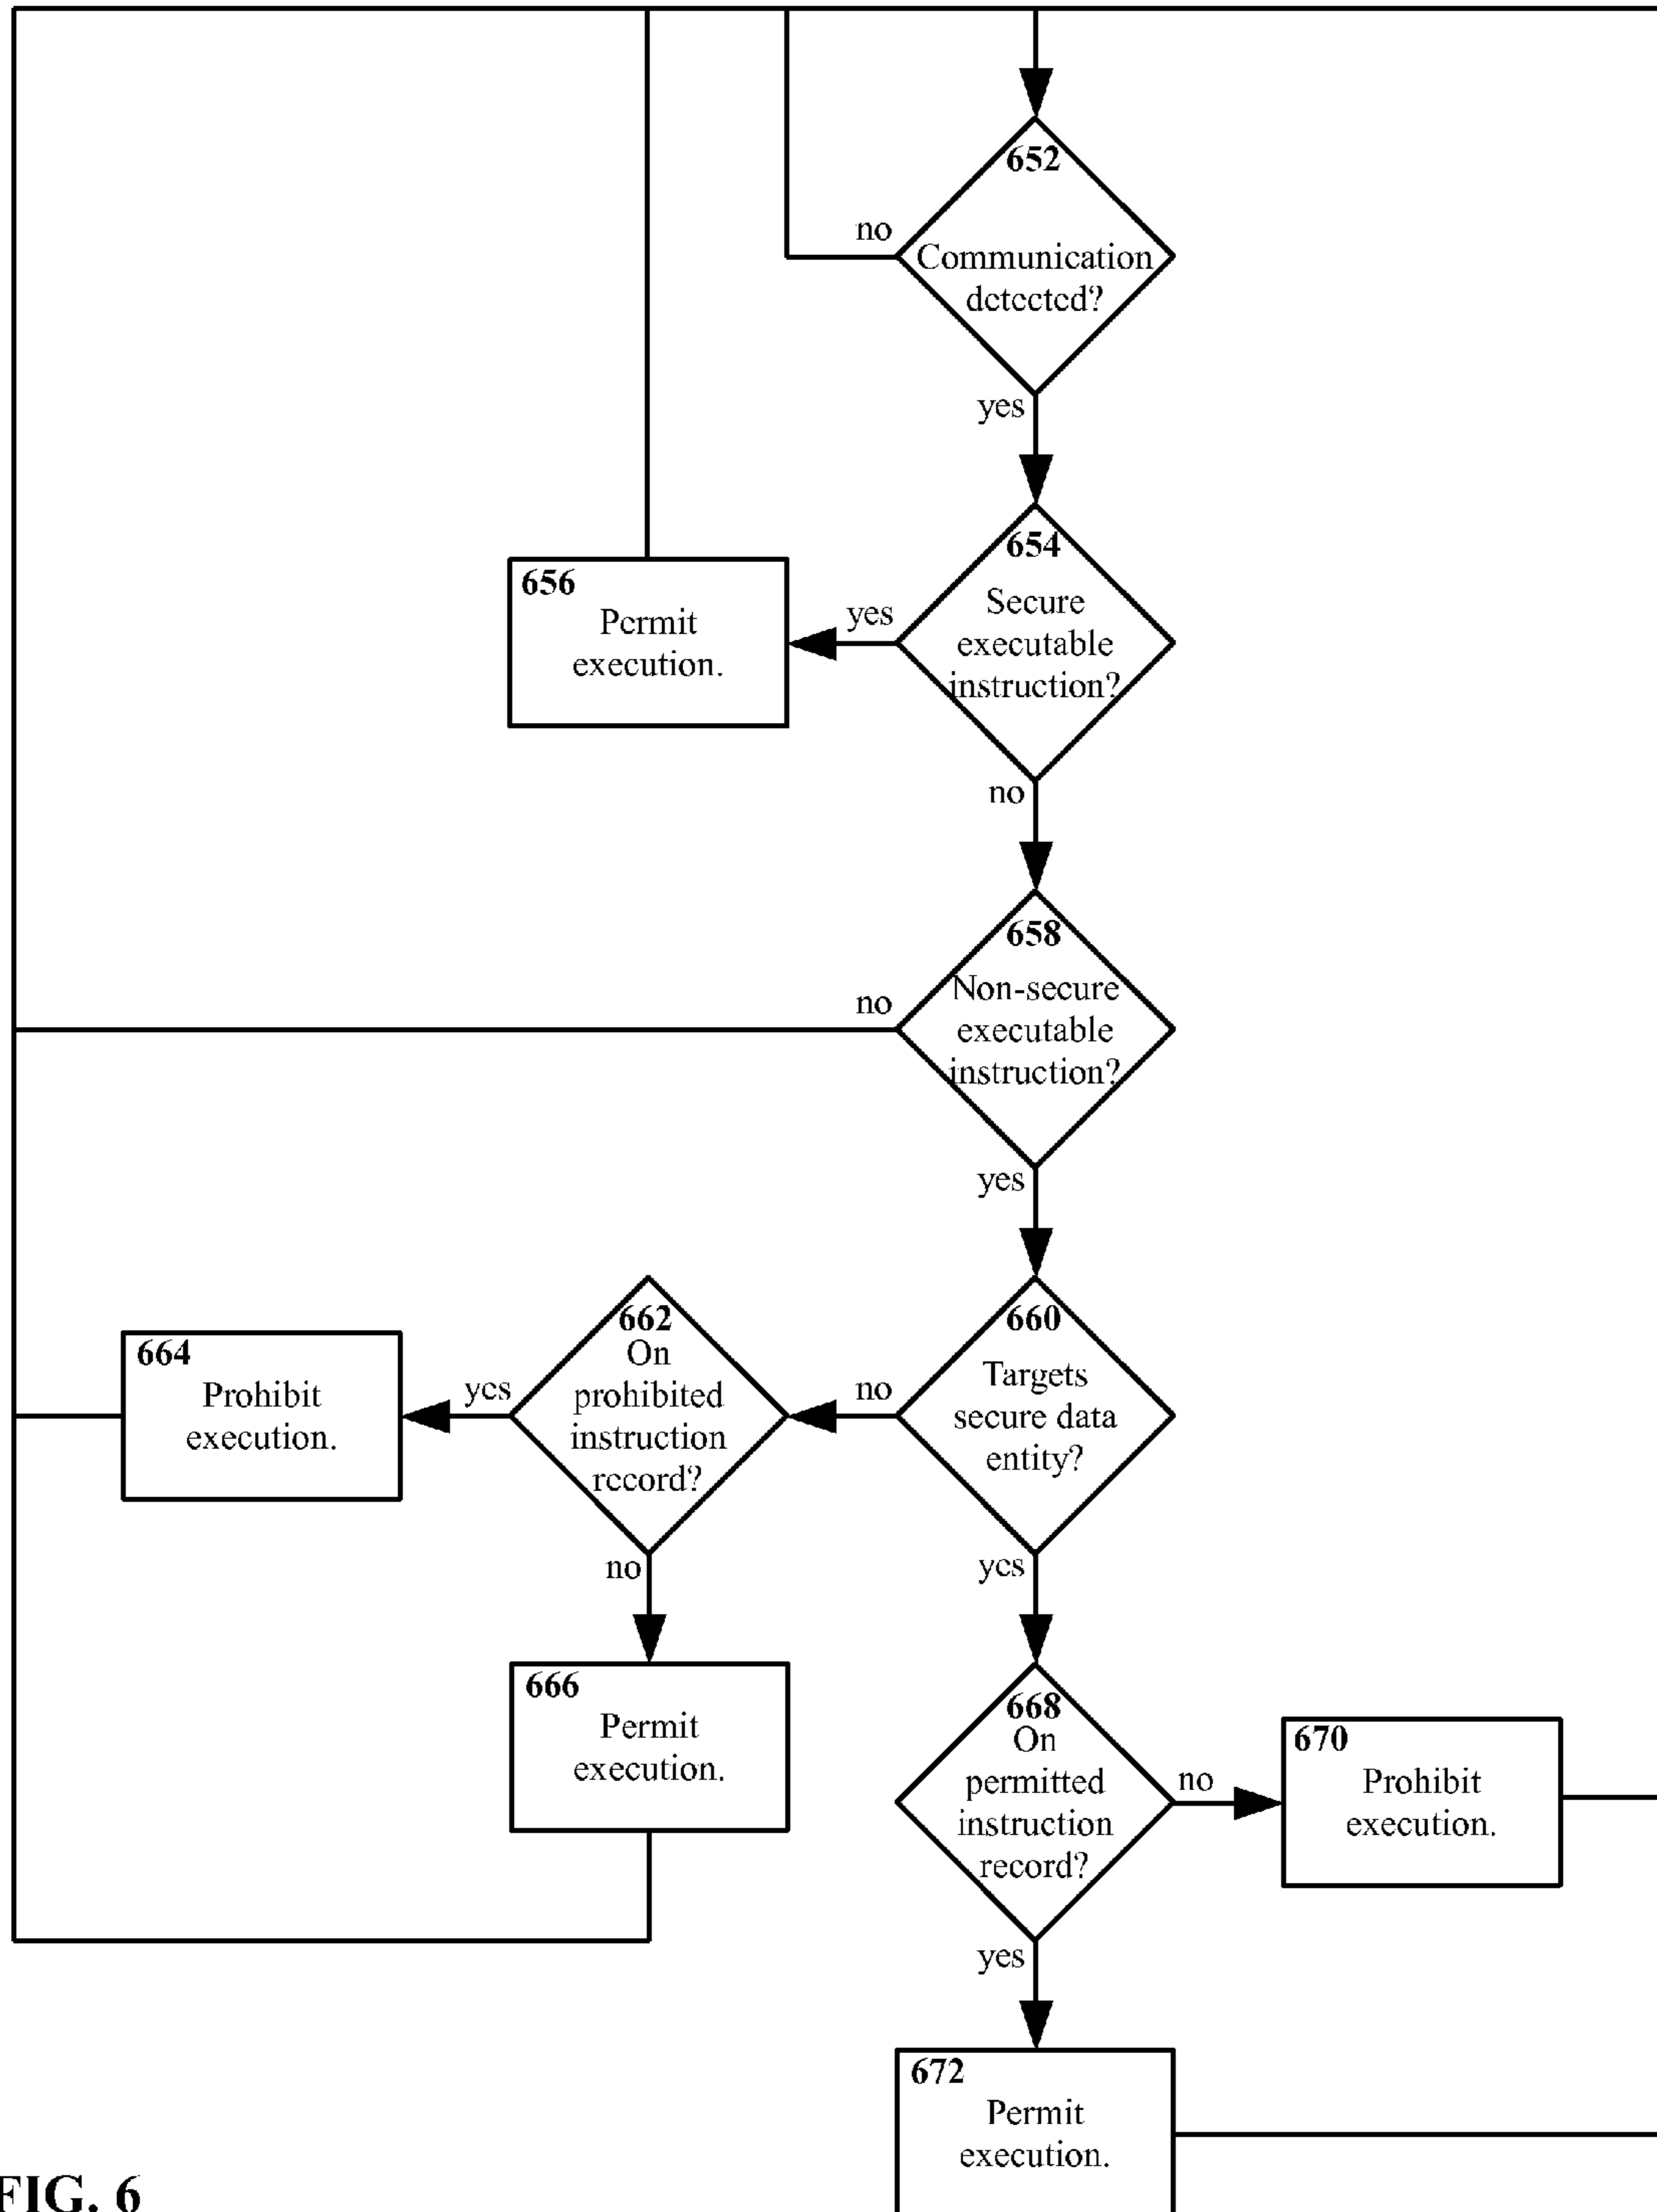 652
no
Communication
detected?
yes
654
656
Secure
Permit
yes
executable
execution.
instruction?
no
658
Non-secure
no
executable
instruction?
yes
662
660
664
On
Targets
Prohibit
yes
prohibited
no
secure data
execution.
instruction
entity?
record?
no
yes
666
668
670
Permit
On
Prohibit
execution.
permitted
no
execution.
instruction
record?
yes
672
Permit
execution.
FIG. 6